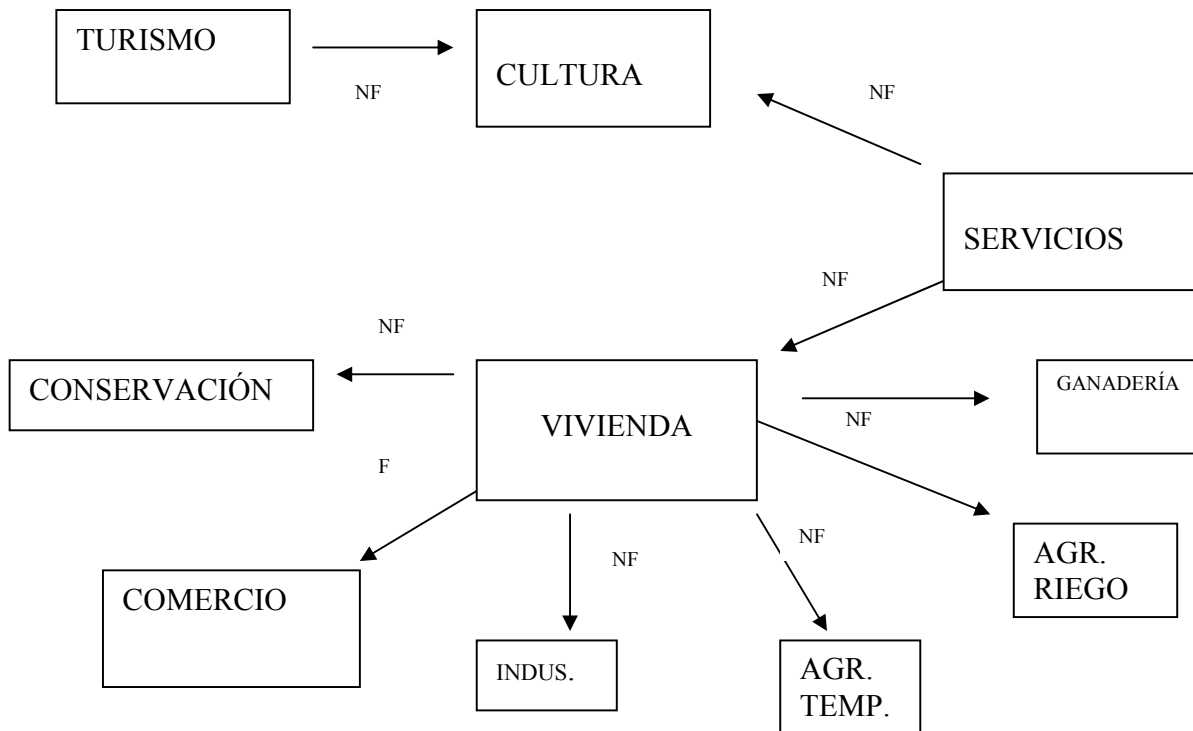 TURISMO
NF
CULTURA
NF
SERVICIOS
NF
NF
CONSERVACIÓN
VIVIENDA
GANADERÍA
NF
F
NF
NF
AGR.
RIEGO
COMERCIO
INDUS.
AGR.
TEMP.